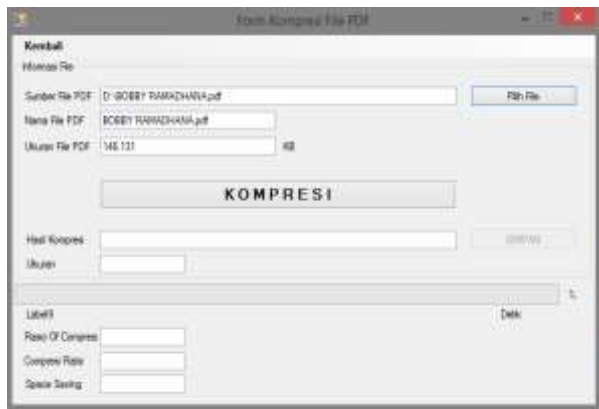 Form Kompresi File PDF
Kembali
Informasi File
Sumber File PDF D:\BOBBY RAMADHANA.pdf Pilih File
Nama File PDF BOBBY RAMADHANA.pdf
Ukuran File PDF 146.131 KB
KOMPRESI
Hasil Kompresi SIMPAN
Ukuran
%
Label9 Detik
Rasio Of Compres
Compresi Ratio
Space Saving